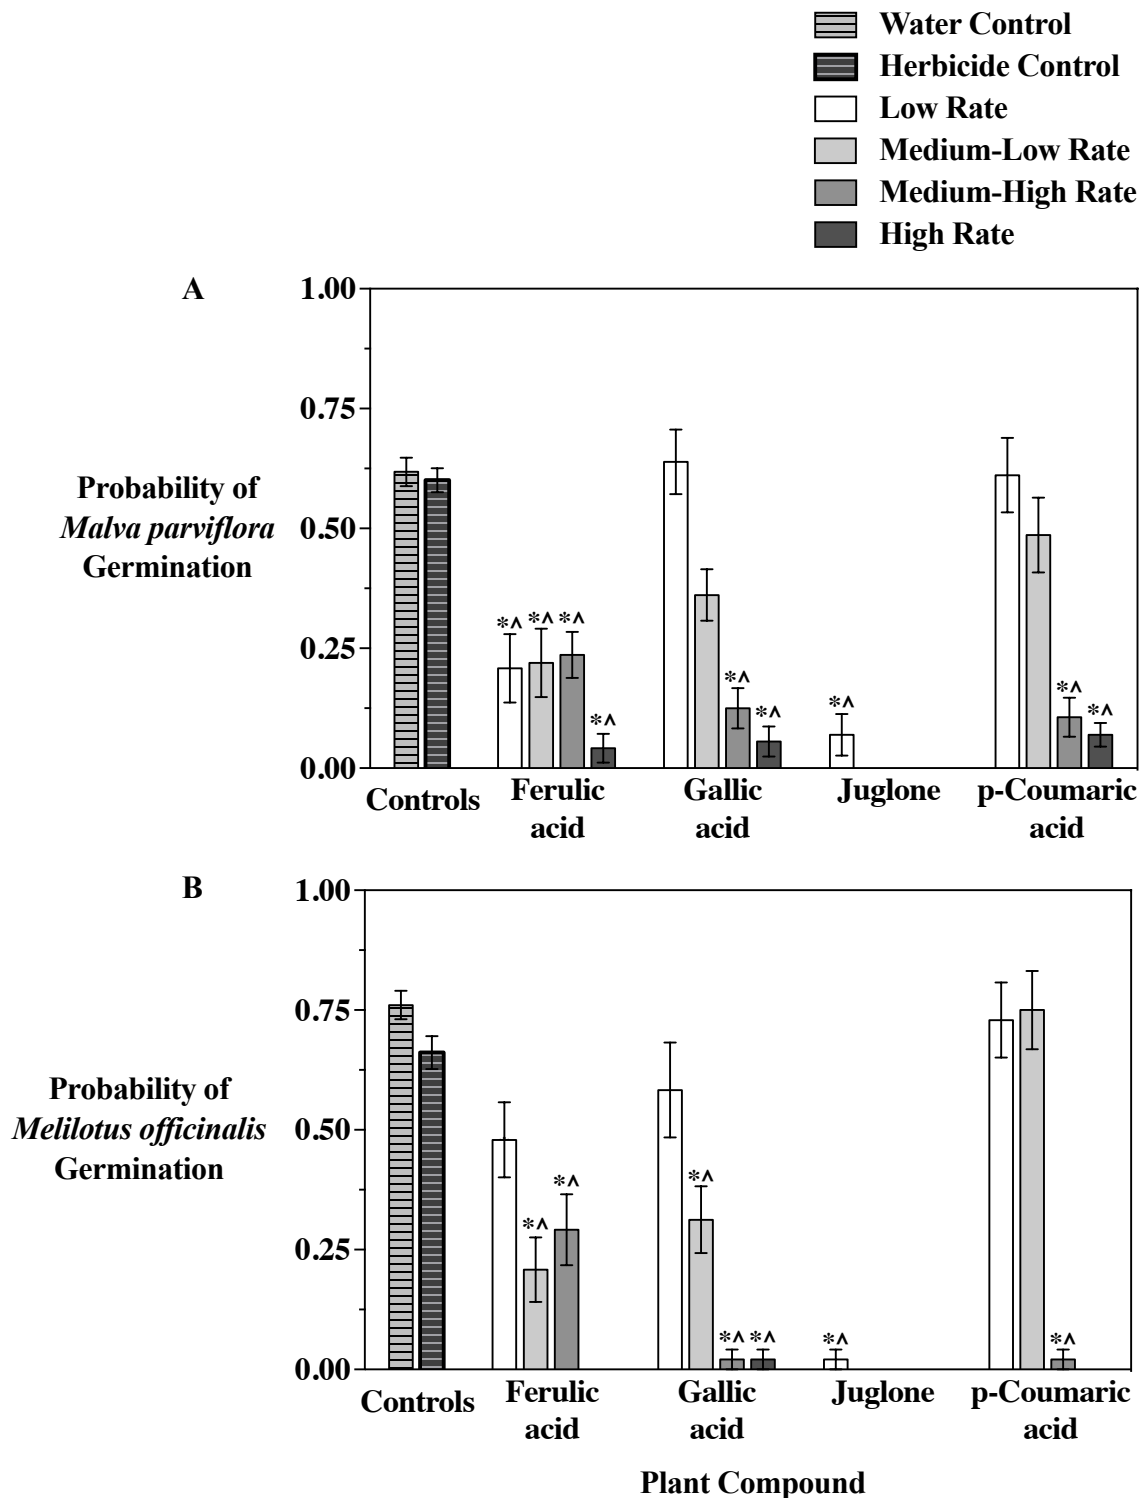 Water Control
Herbicide Control
Low Rate
Medium-Low Rate
Medium-High Rate
High Rate
A
1.00
0.75
0.50
0.25
0.00
Probability of
Malva parviflora
Germination
*^ *^ *^
*^
*^
*^
*^
*^
*^
Controls
Ferulic
acid
Gallic
acid
Juglone
p-Coumaric
acid
B
1.00
0.75
0.50
0.25
0.00
Probability of
Melilotus officinalis
Germination
*^
*^
*^
*^ *^
*^
*^
Controls
Ferulic
acid
Gallic
acid
Juglone
p-Coumaric
acid
Plant Compound